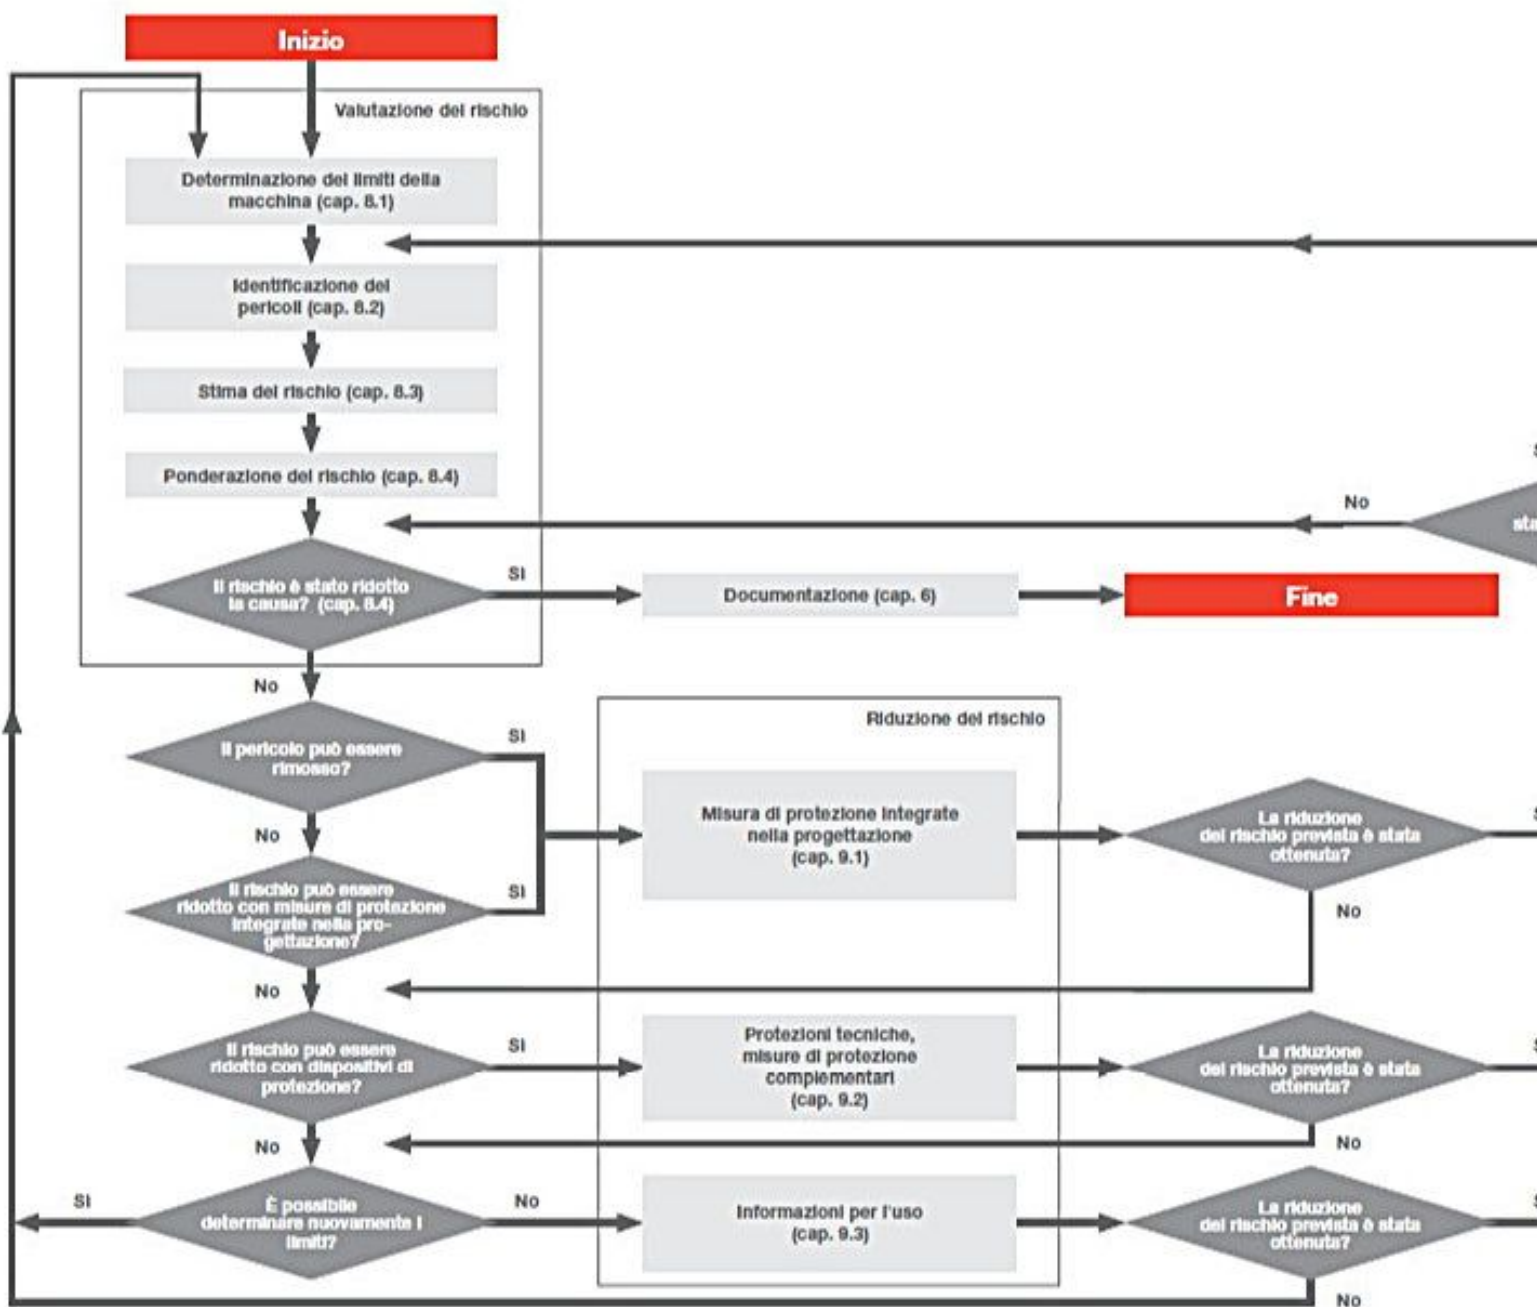 Inizio
Valutazione del rischio
Determinazione dei limiti della
macchina (cap. 8.1)
Identificazione dei
pericoli (cap. 8.2)
Stima del rischio (cap. 8.3)
Ponderazione del rischio (cap. 8.4)
No
sta
Il rischio è stato ridotto
la causa? (cap. 8.4)
Sì
Documentazione (cap. 6)
Fine
No
Riduzione del rischio
Il pericolo può essere
rimosso?
Sì
Misura di protezione integrate
nella progettazione
(cap. 9.1)
La riduzione
del rischio prevista è stata
ottenuta?
S
No
Il rischio può essere
ridotto con misure di protezione
integrate nella pro-
gettazione?
Sì
No
No
Il rischio può essere
ridotto con dispositivi di
protezione?
Sì
Protezioni tecniche,
misure di protezione
complementari
(cap. 9.2)
La riduzione
del rischio prevista è stata
ottenuta?
S
No
No
Sì
È possibile
determinare nuovamente i
limiti?
No
Informazioni per l'uso
(cap. 9.3)
La riduzione
del rischio prevista è stata
ottenuta?
S
No